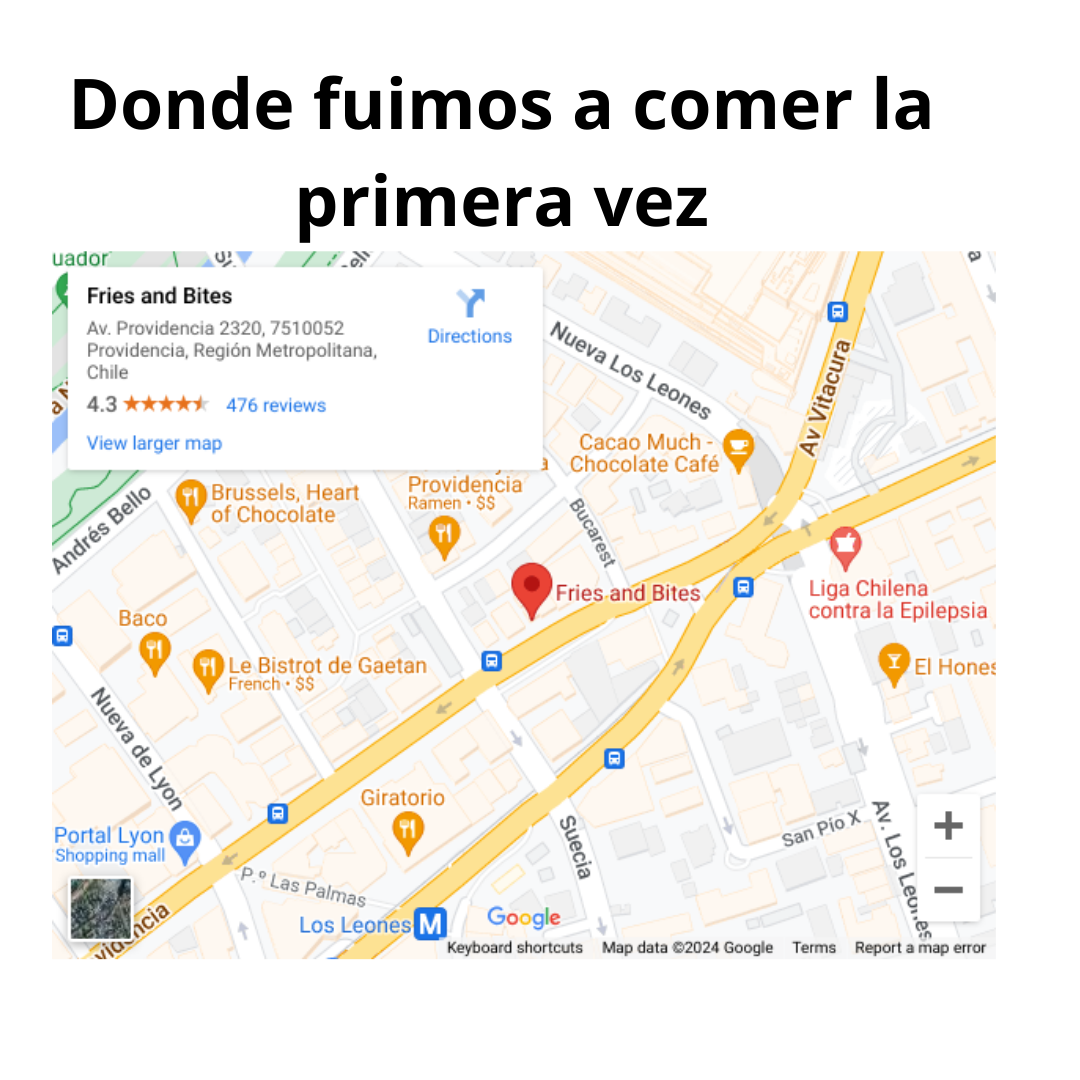 Donde fuimos a comer la
primera vez
uador
Fries and Bites
Av. Providencia 2320, 7510052
Providencia, Región Metropolitana,
Chile
4.3
476 reviews
View larger map
Directions
Nueva Los Leones
Av Vitacura
Cacao Much -
Chocolate Café
Brussels, Heart
of Chocolate
Providencia
Ramen • $$
Andrés Bello
Bucarest
Fries and Bites
Liga Chilena
contra la Epilepsia
Baco
Le Bistrot de Gaetan
French • $$
El Hones
Nueva de Lyon
Giratorio
Portal Lyon
Shopping mall
Suecia
San Pío X
Av. Los Leones
P.º Las Palmas
Los Leones
M
videncia
Google
Keyboard shortcuts
Map data ©2024 Google
Terms
Report a map error